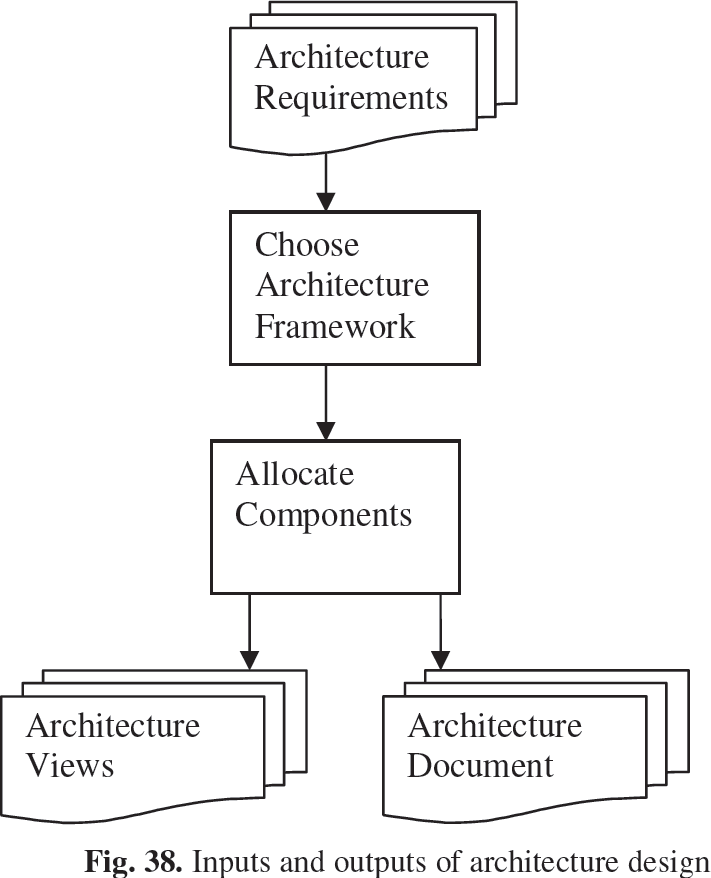 Architecture
Requirements
Choose
Architecture
Framework
Allocate
Components
Architecture
Views
Architecture
Document
Fig. 38. Inputs and outputs of architecture design